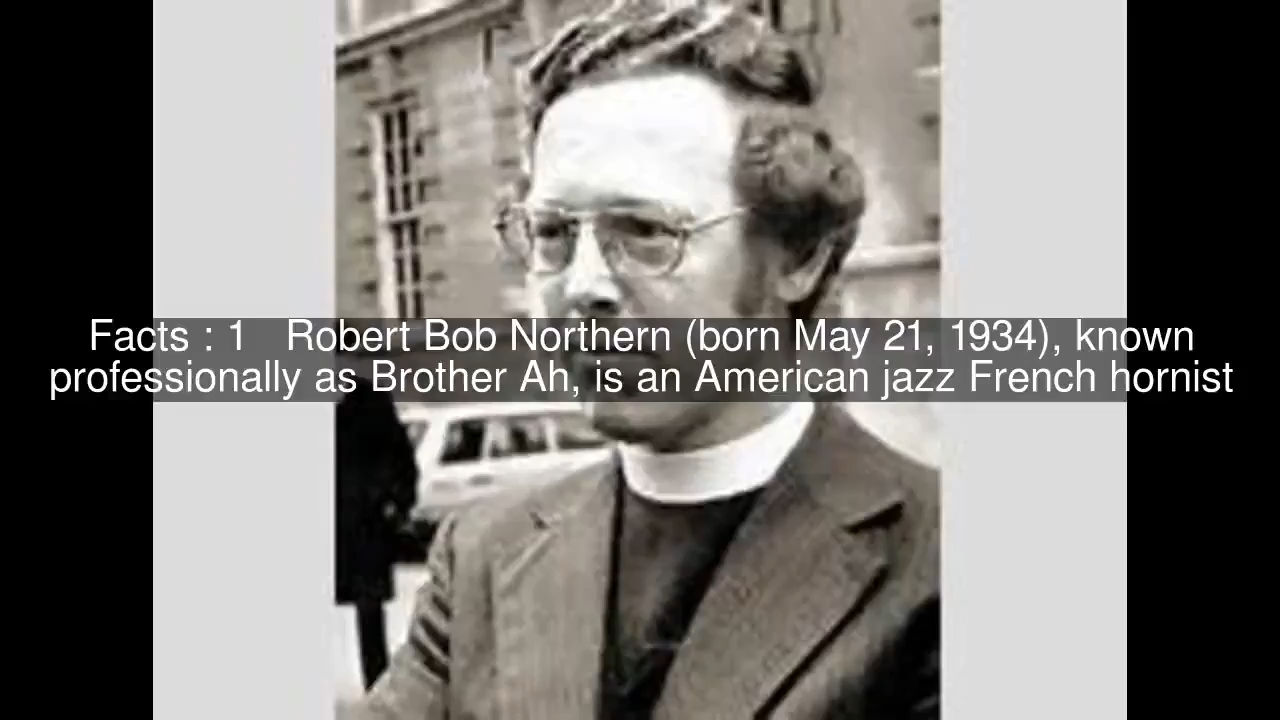 Facts : 1 Robert Bob Northern (born May 21, 1934), known
professionally as Brother Ah, is an American jazz French hornist